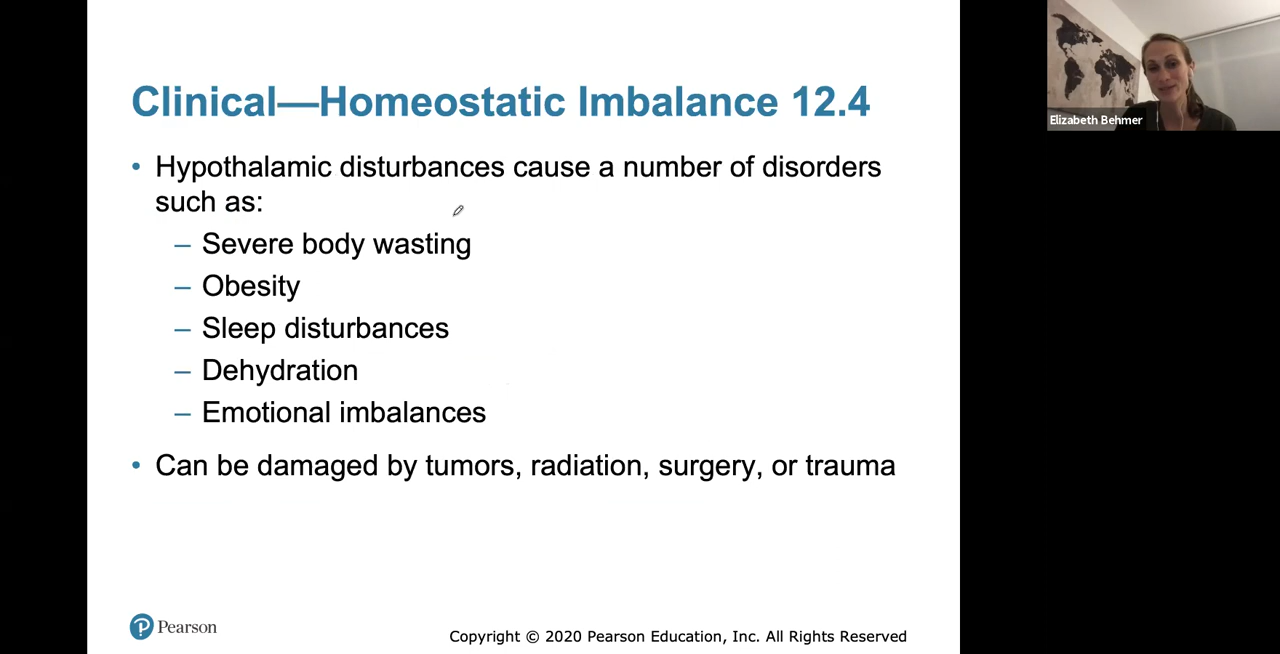 Clinical—Homeostatic Imbalance 12.4
• Hypothalamic disturbances cause a number of disorders
such as:
– Severe body wasting
– Obesity
– Sleep disturbances
– Dehydration
– Emotional imbalances
• Can be damaged by tumors, radiation, surgery, or trauma
Pearson
Copyright © 2020 Pearson Education, Inc. All Rights Reserved
Elizabeth Behmer